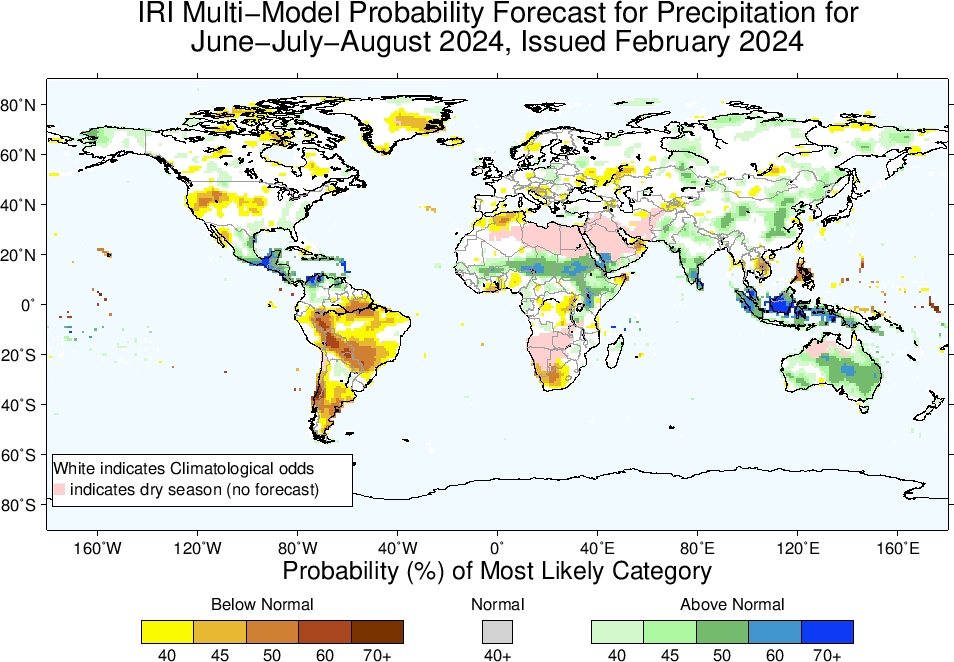 IRI Multi−Model Probability Forecast for Precipitation for
June−July−August 2024, Issued February 2024
80˚N
60˚N
40˚N
20˚N
0˚
20˚S
40˚S
60˚S
80˚S
White indicates Climatological odds
indicates dry season (no forecast)
160˚W 120˚W 80˚W 40˚W 0˚ 40˚E 80˚E 120˚E 160˚E
Probability (%) of Most Likely Category
Below Normal Normal Above Normal
40 45 50 60 70+ 40+ 40 45 50 60 70+